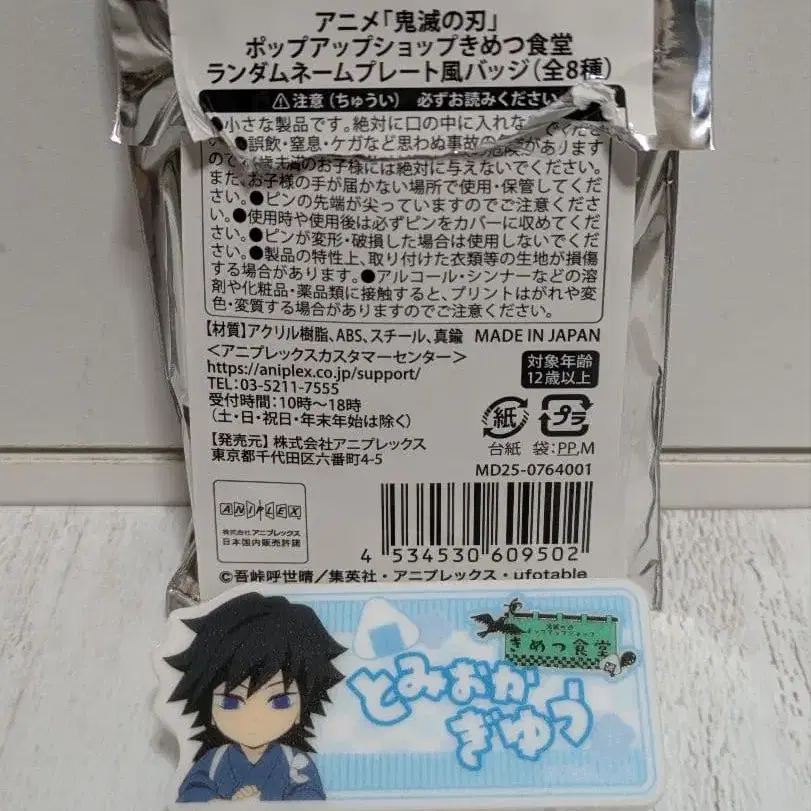 アニメ「鬼滅の刃」
ポップアップショップきめつ食堂
ランダムネームプレート風バッジ(全8種)
⚠注意(ちゅうい) 必ずお読みください
●小さな製品です。絶対に口の中に入れな
●誤飲・窒息・ケガなど思わぬ事故の危険があります
ので 歳未満のお子様には絶対に与えないでください。
また、お子様の手が届かない場所で使用・保管してくだ
さい。●ピンの先端が尖っていますのでご注意ください。
●使用時や使用後は必ずピンをカバーに収めてくださ
い。●ピンが変形・破損した場合は使用しないでくださ
い。●製品の特性上、取り付けた衣類等の生地が損傷
する場合があります。●アルコール・シンナーなどの溶
剤や化粧品・薬品類に接触すると、プリントはがれや変
色・変質する場合がありますのでご注意ください。
【材質】アクリル樹脂、ABS、スチール、真鍮 MADE IN JAPAN
<アニプレックスカスタマーセンター>
https://aniplex.co.jp/support/
TEL:03-5211-7555
受付時間:10時〜18時
(土・日・祝日・年末年始は除く)
対象年齢
12歳以上
【発売元】株式会社アニプレックス
東京都千代田区六番町4-5
紙 プラ
台紙 袋:PP,M
MD25-0764001
ANIPLEX
株式会社アニプレックス
日本国内販売許諾
4 534530 609502
©吾峠呼世晴/集英社・アニプレックス・ufotable
きめつ食堂
とみおか
ぎゆう